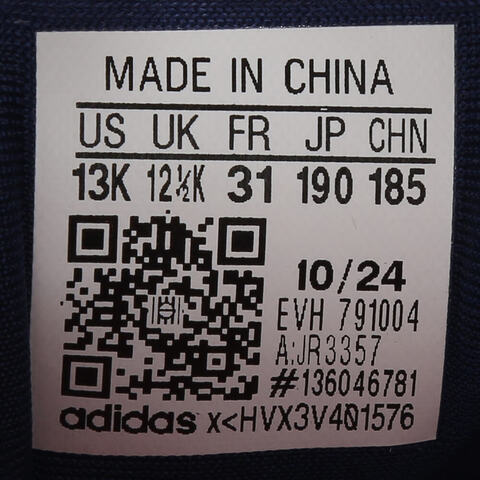 MADE IN CHINA
US UK FR JP CHN
13K 12½K 31 190 185
10/24
EVH 791004
A:JR3357
#136046781
adidas X<HVX3V401576